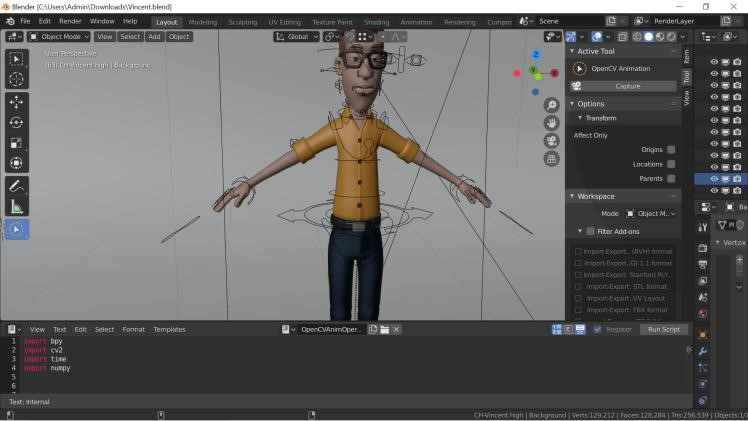 Blender [C:\Users\Admin\Downloads\Vincent.blend]
File Edit Render Window Help Layout Modeling Sculpting UV Editing Texture Paint Shading Animation Rendering Compos Scene RenderLayer
Object Mode View Select Add Object Global
User Perspective
(63) CH-Vincent.high | Background
Z
Y
X
Active Tool
OpenCV Animation
Capture
Options
Transform
Affect Only
Origins
Locations
Parents
Workspace
Mode Object M..
Filter Add-ons
Import-Export.. (BVH) format
Import-Export..G) 1.1 format
Import-Export: Stanford PLY..
Import-Export: STL format
Import-Export: UV Layout
Import-Export: FBX format
Item
Tool
View
Ba
Vertex
View Text Edit Select Format Templates OpenCVAnimOper.. Register Run Script
1 import bpy
2 import cv2
3 import time
4 import numpy
5
6
Text: Internal
CH-Vincent.high | Background | Verts:129,212 | Faces:128,284 | Tris:256,539 | Objects:1/1